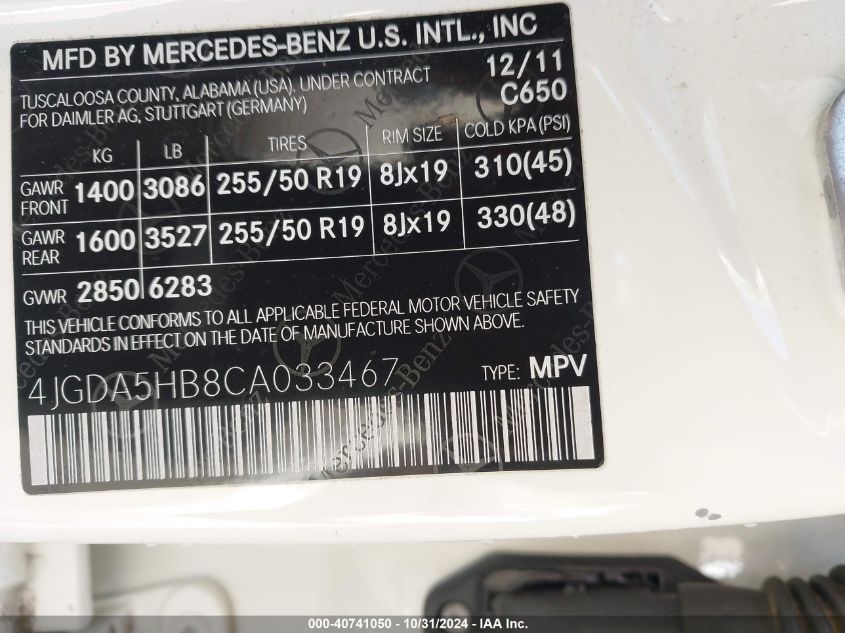 MFD BY MERCEDES-BENZ U.S. INTL., INC
TUSCALOOSA COUNTY, ALABAMA (USA), UNDER CONTRACT 12/11
FOR DAIMLER AG, STUTTGART (GERMANY) C650
KG LB TIRES RIM SIZE COLD KPA(PSI)
GAWR FRONT 1400 3086 255/50 R19 8Jx19 310(45)
GAWR REAR 1600 3527 255/50 R19 8Jx19 330(48)
GVWR 2850 6283
THIS VEHICLE CONFORMS TO ALL APPLICABLE FEDERAL MOTOR VEHICLE SAFETY
STANDARDS IN EFFECT ON THE DATE OF MANUFACTURE SHOWN ABOVE.
4JGDA5HB8CA033467 TYPE: MPV
000-40741050 - 10/31/2024 - IAA Inc.